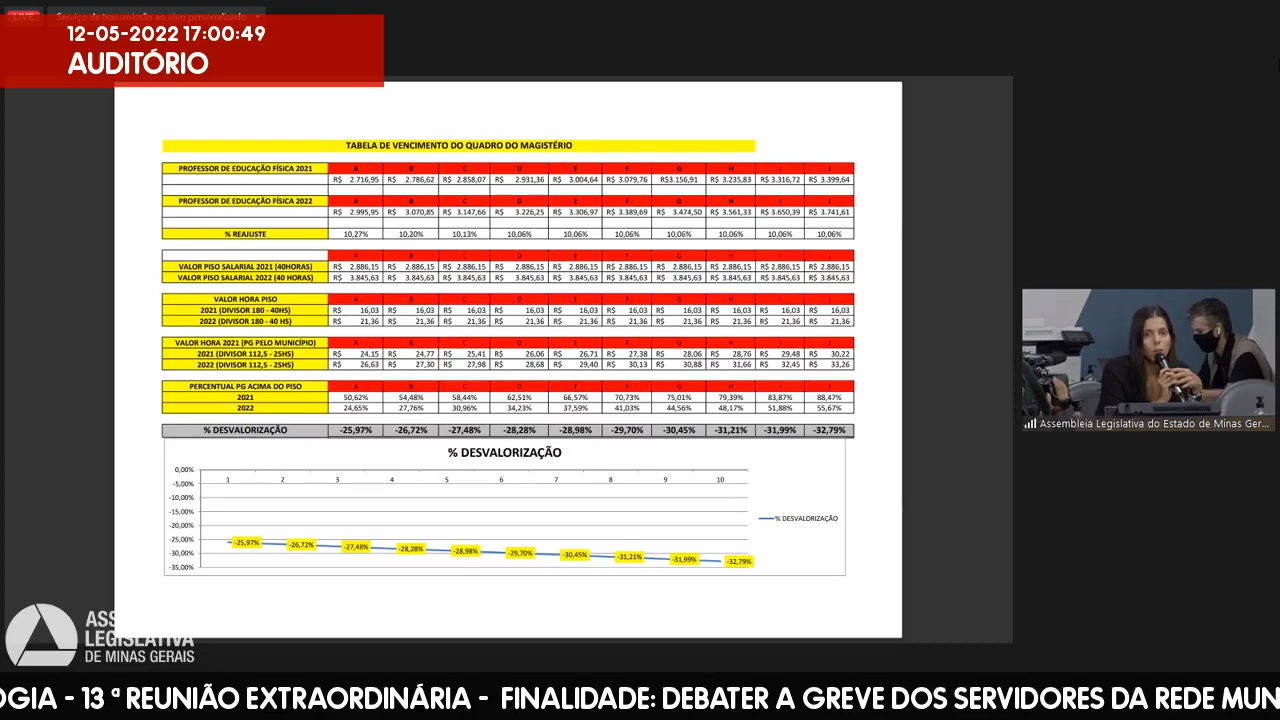 LIVE Serviço de transmissão ao vivo personalizado
12-05-2022 17:00:49
AUDITÓRIO
TABELA DE VENCIMENTO DO QUADRO DO MAGISTÉRIO
PROFESSOR DE EDUCAÇÃO FÍSICA 2021 A B C D E F G H I J
R$ 2.716,95 R$ 2.786,62 R$ 2.858,07 R$ 2.931,36 R$ 3.004,64 R$ 3.079,76 R$3.156,91 R$ 3.235,83 R$ 3.316,72 R$ 3.399,64
PROFESSOR DE EDUCAÇÃO FÍSICA 2022 A B C D E F G H I J
R$ 2.995,95 R$ 3.070,85 R$ 3.147,66 R$ 3.226,25 R$ 3.306,97 R$ 3.389,69 R$ 3.474,50 R$ 3.561,33 R$ 3.650,39 R$ 3.741,61
% REAJUSTE 10,27% 10,20% 10,13% 10,06% 10,06% 10,06% 10,06% 10,06% 10,06% 10,06%
A B C D E F G H I J
VALOR PISO SALARIAL 2021 (40HORAS) R$ 2.886,15 R$ 2.886,15 R$ 2.886,15 R$ 2.886,15 R$ 2.886,15 R$ 2.886,15 R$ 2.886,15 R$ 2.886,15 R$ 2.886,15 R$ 2.886,15
VALOR PISO SALARIAL 2022 (40 HORAS) R$ 3.845,63 R$ 3.845,63 R$ 3.845,63 R$ 3.845,63 R$ 3.845,63 R$ 3.845,63 R$ 3.845,63 R$ 3.845,63 R$ 3.845,63 R$ 3.845,63
VALOR HORA PISO A B C D E F G H I J
2021 (DIVISOR 180 - 40HS) R$ 16,03 R$ 16,03 R$ 16,03 R$ 16,03 R$ 16,03 R$ 16,03 R$ 16,03 R$ 16,03 R$ 16,03 R$ 16,03
2022 (DIVISOR 180 - 40 HS) R$ 21,36 R$ 21,36 R$ 21,36 R$ 21,36 R$ 21,36 R$ 21,36 R$ 21,36 R$ 21,36 R$ 21,36 R$ 21,36
VALOR HORA 2021 (PG PELO MUNICÍPIO) A B C D E F G H I J
2021 (DIVISOR 112,5 - 25HS) R$ 24,15 R$ 24,77 R$ 25,41 R$ 26,06 R$ 26,71 R$ 27,38 R$ 28,06 R$ 28,76 R$ 29,48 R$ 30,22
2022 (DIVISOR 112,5 - 25HS) R$ 26,63 R$ 27,30 R$ 27,98 R$ 28,68 R$ 29,40 R$ 30,13 R$ 30,88 R$ 31,66 R$ 32,45 R$ 33,26
PERCENTUAL PG ACIMA DO PISO A B C D E F G H I J
2021 50,62% 54,48% 58,44% 62,51% 66,57% 70,73% 75,01% 79,39% 83,87% 88,47%
2022 24,65% 27,76% 30,96% 34,23% 37,59% 41,03% 44,56% 48,17% 51,88% 55,67%
% DESVALORIZAÇÃO -25,97% -26,72% -27,48% -28,28% -28,98% -29,70% -30,45% -31,21% -31,99% -32,79%
% DESVALORIZAÇÃO
0,00%
1 2 3 4 5 6 7 8 9 10
-5,00%
-10,00%
-15,00%
-20,00%
% DESVALORIZAÇÃO
-25,00%
-30,00%
-35,00%
-25,97% -26,72% -27,48% -28,28% -28,98% -29,70% -30,45% -31,21% -31,99% -32,79%
Assembleia Legislativa do Estado de Minas Ger...
LEGISLATIVA
DE MINAS GERAIS
OGIA - 13 ª REUNIÃO EXTRAORDINÁRIA - FINALIDADE: DEBATER A GREVE DOS SERVIDORES DA REDE MUN